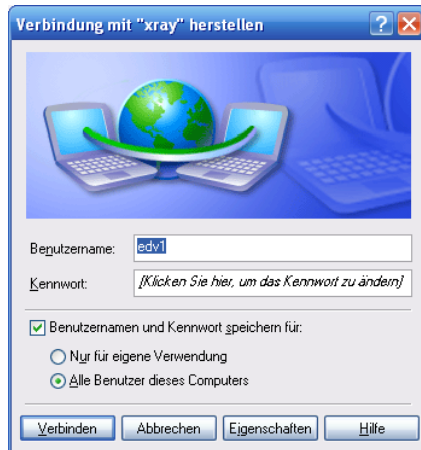 Verbindung mit "xray" herstellen
Benutzername: edv1
Kennwort: [Klicken Sie hier, um das Kennwort zu ändern]
Benutzernamen und Kennwort speichern für:
Nur für eigene Verwendung
Alle Benutzer dieses Computers
Verbinden Abbrechen Eigenschaften Hilfe